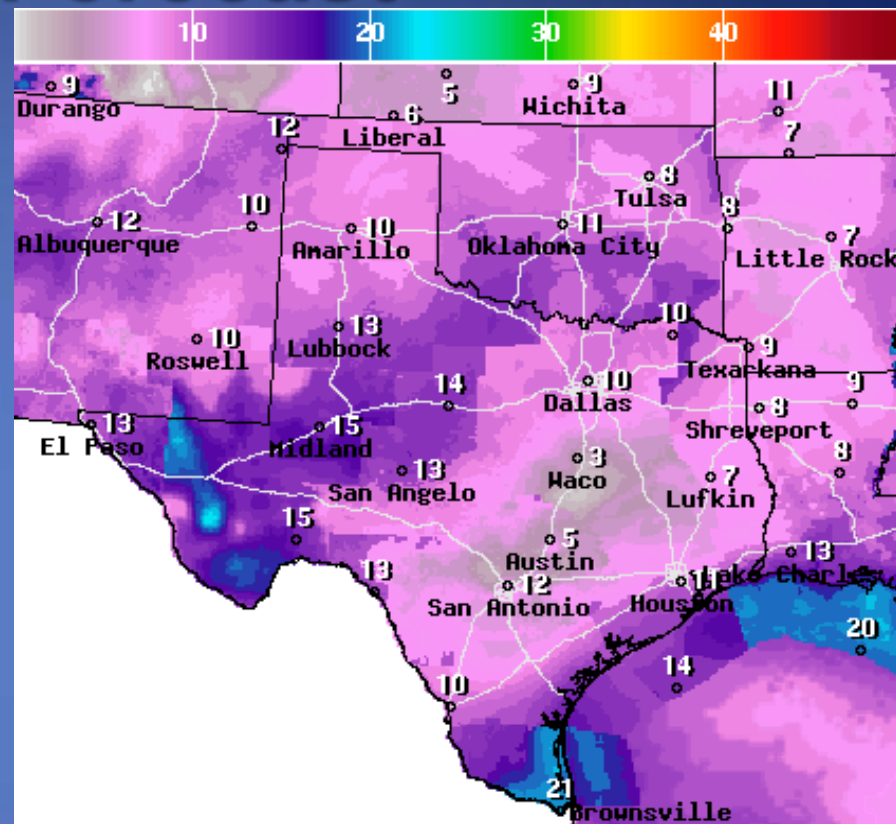 10 20 30 40
9 5 9 11
Durango Wichita
6
Liberal
12 7
8
Tulsa
12 10 10 11 8 7
Albuquerque Amarillo Oklahoma City Little Rock
10 13 10 9
Roswell Lubbock Texarkana
14 10 9
Dallas
13 15 8
El Paso Midland Shreveport
13 3 7 8
San Angelo Waco Lufkin
15 5 13
Austin
13 12 11 Lake Charles
San Antonio Houston
20
14
10
21
Brownsville